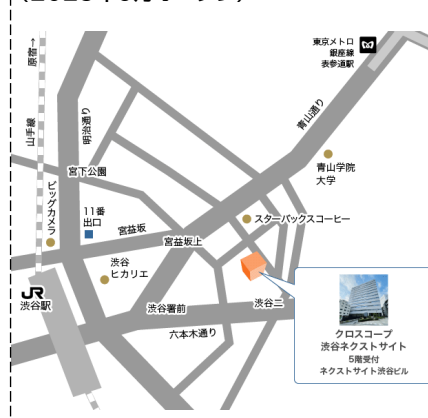 東京メトロ
銀座線
表参道駅
原宿→
山手線
明治通り
青山通り
宮下公園
青山学院
大学
ビックカメラ
11番
出口
宮益坂
宮益坂上
スターバックスコーヒー
渋谷
ヒカリエ
JR
渋谷駅
渋谷署前
渋谷二
六本木通り
クロスコープ
渋谷ネクストサイト
5階受付
ネクストサイト渋谷ビル